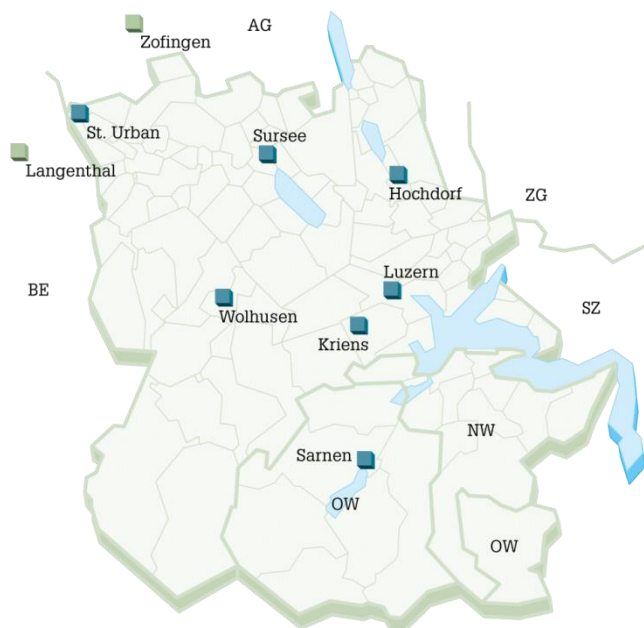 AG
Zofingen
St. Urban
Sursee
Langenthal
Hochdorf
ZG
Luzern
BE
SZ
Wolhusen
Kriens
NW
Sarnen
OW
OW